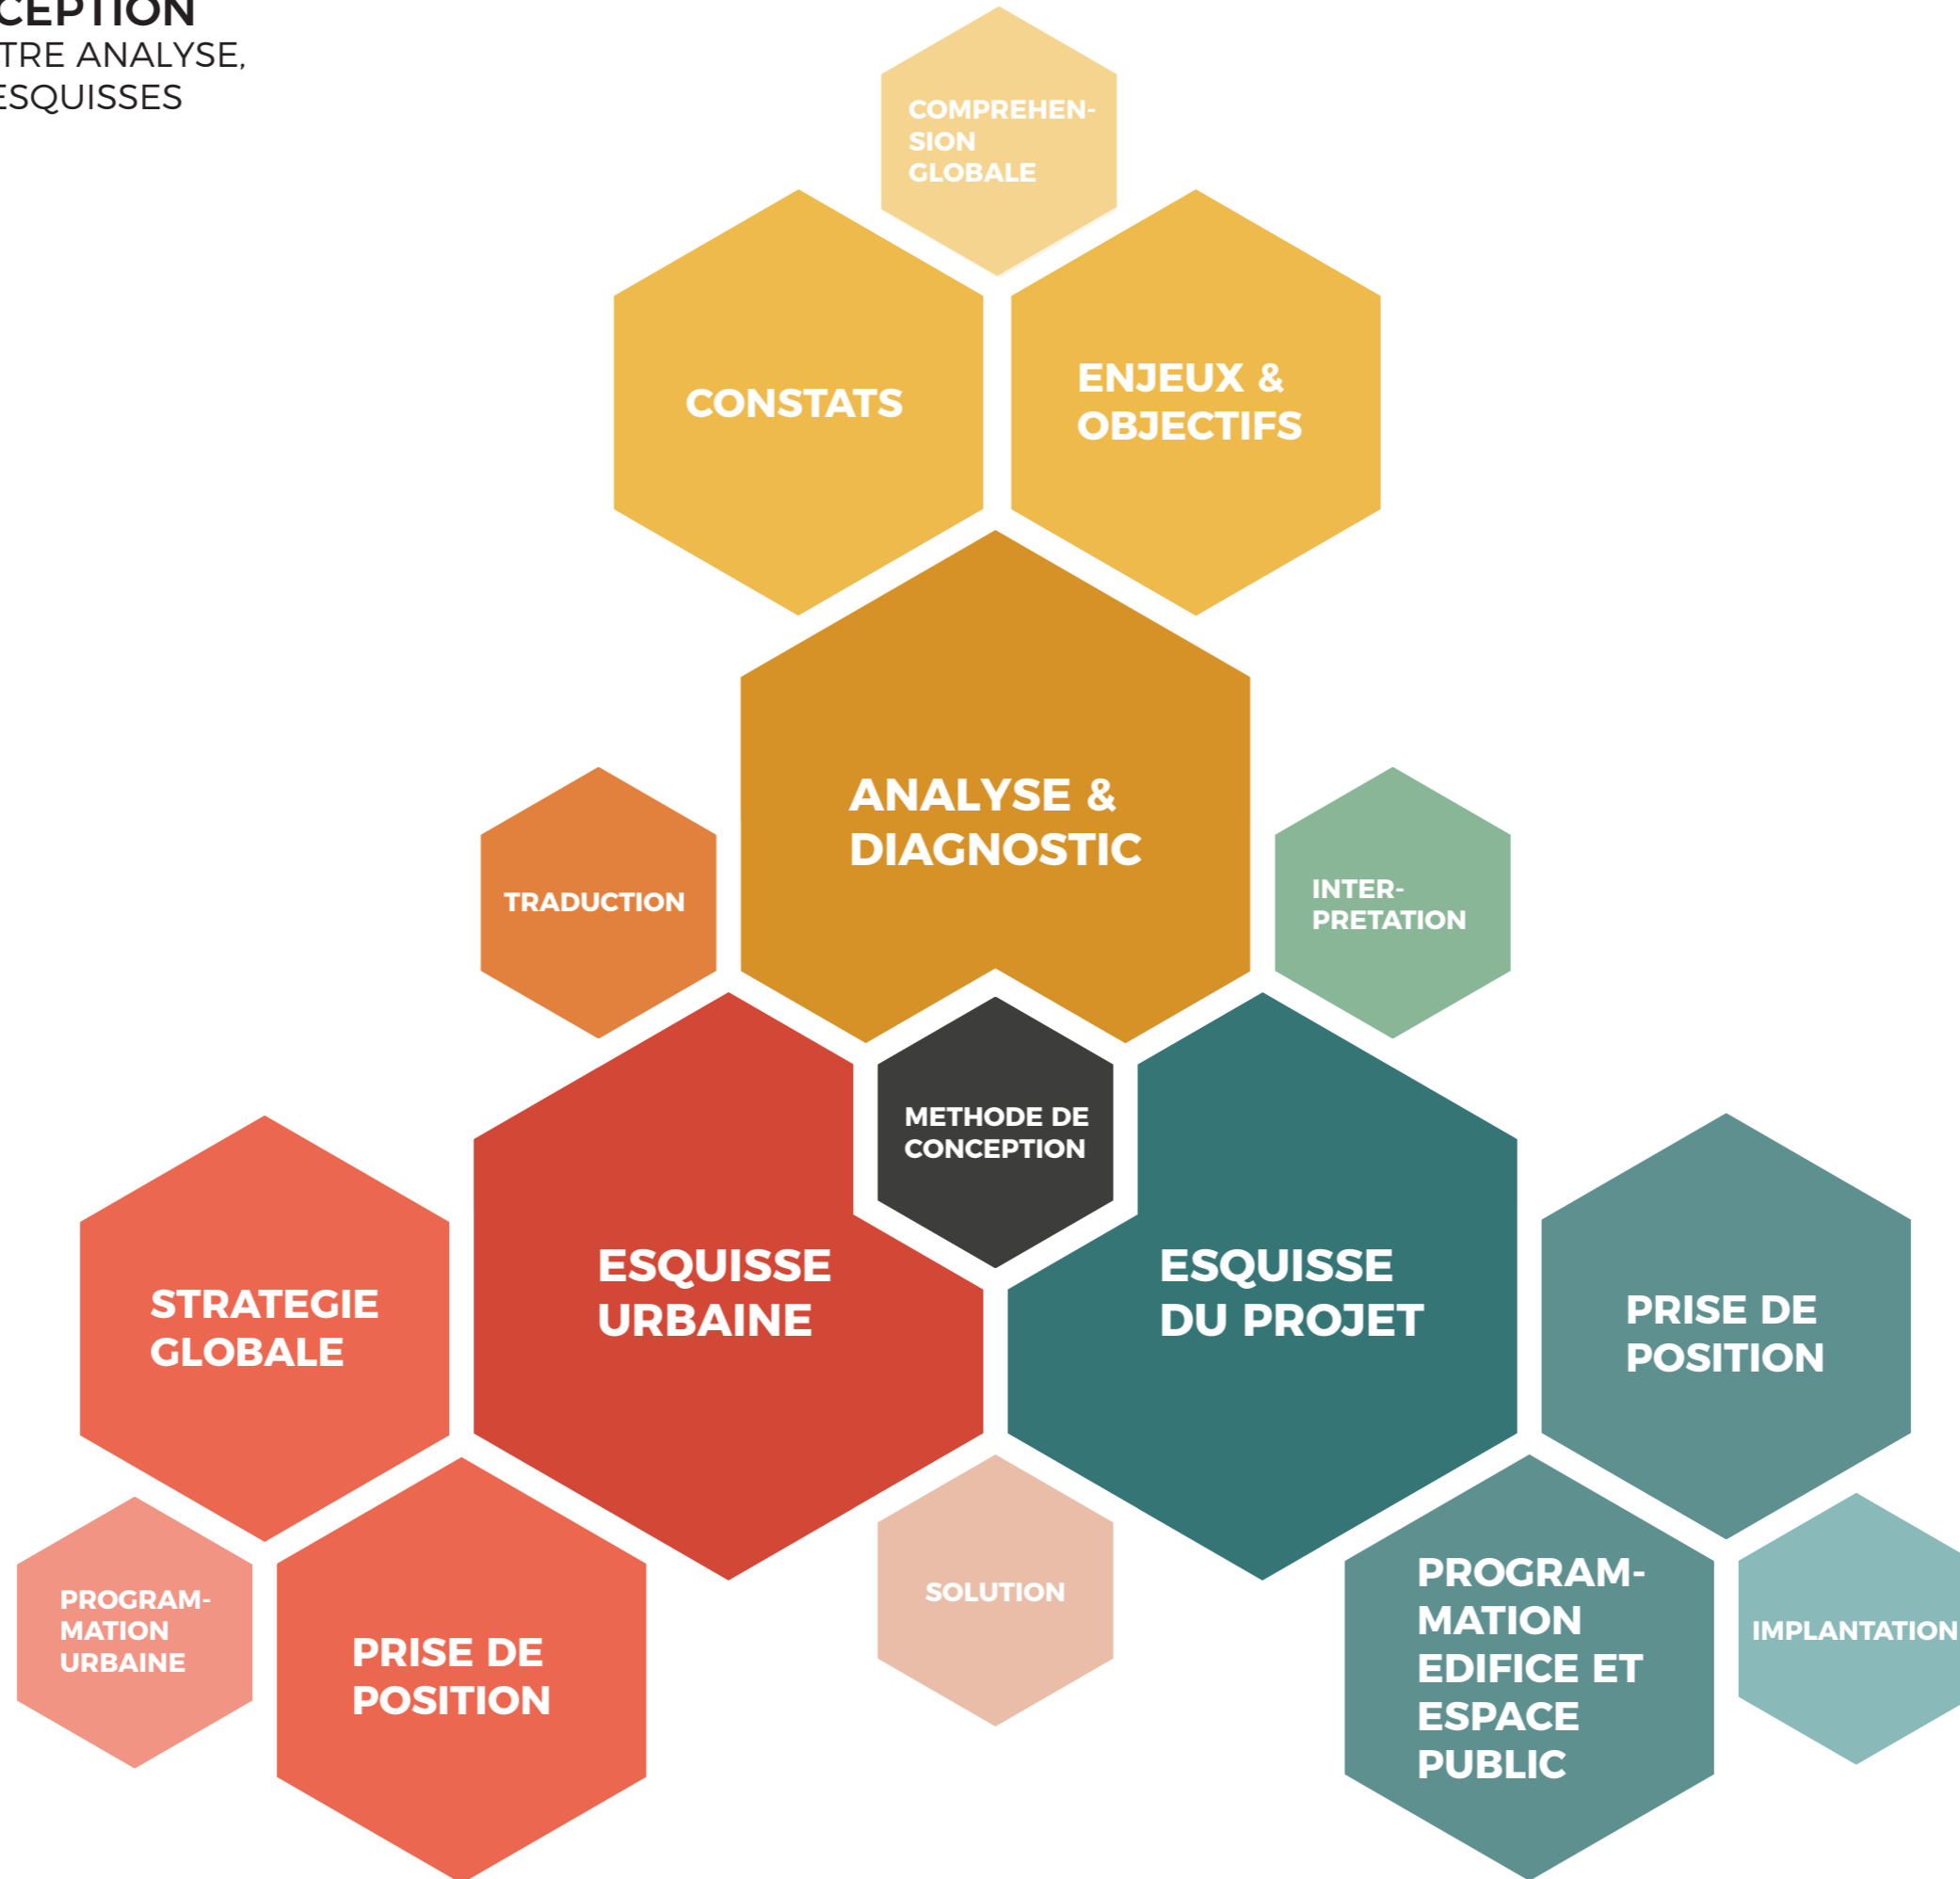 CEPTION
TRE ANALYSE,
ESQUISSES
COMPREHEN-
SION
GLOBALE
CONSTATS
ENJEUX &
OBJECTIFS
ANALYSE &
DIAGNOSTIC
TRADUCTION
INTER-
PRETATION
METHODE DE
CONCEPTION
ESQUISSE
URBAINE
ESQUISSE
DU PROJET
STRATEGIE
GLOBALE
PRISE DE
POSITION
PROGRAM-
MATION
URBAINE
PRISE DE
POSITION
SOLUTION
PROGRAM-
MATION
EDIFICE ET
ESPACE
PUBLIC
IMPLANTATION